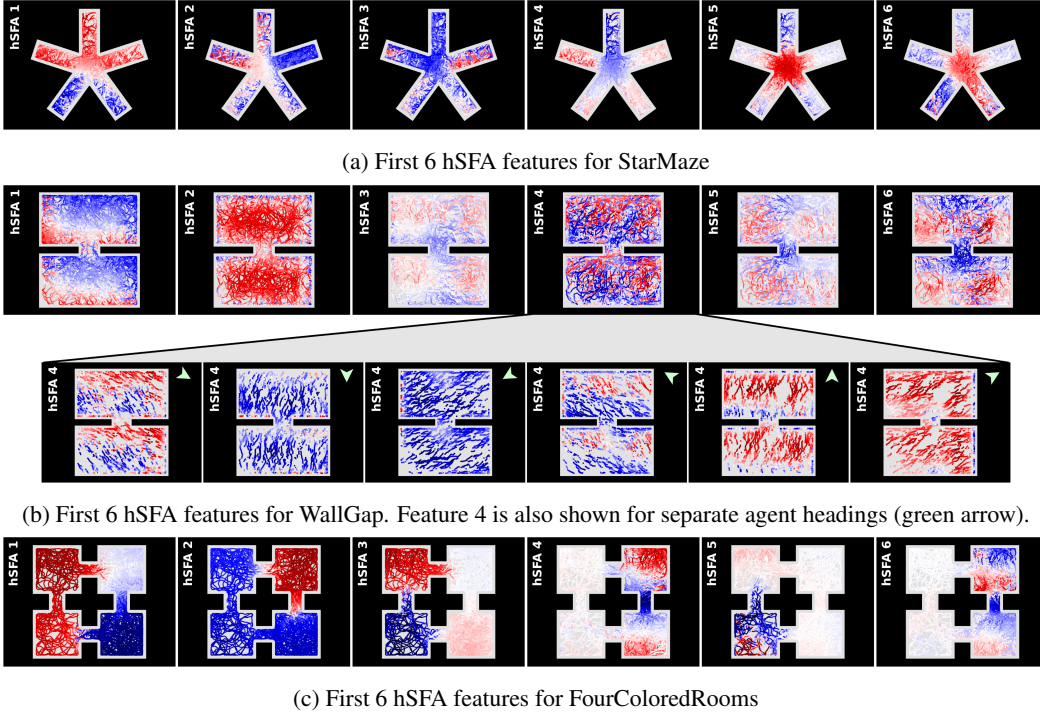 hSFA 1
hSFA 2
hSFA 3
hSFA 4
hSFA 5
hSFA 6
(a) First 6 hSFA features for StarMaze
hSFA 1
hSFA 2
hSFA 3
hSFA 4
hSFA 5
hSFA 6
hSFA 4
hSFA 4
hSFA 4
hSFA 4
hSFA 4
hSFA 4
(b) First 6 hSFA features for WallGap. Feature 4 is also shown for separate agent headings (green arrow).
hSFA 1
hSFA 2
hSFA 3
hSFA 4
hSFA 5
hSFA 6
(c) First 6 hSFA features for FourColoredRooms